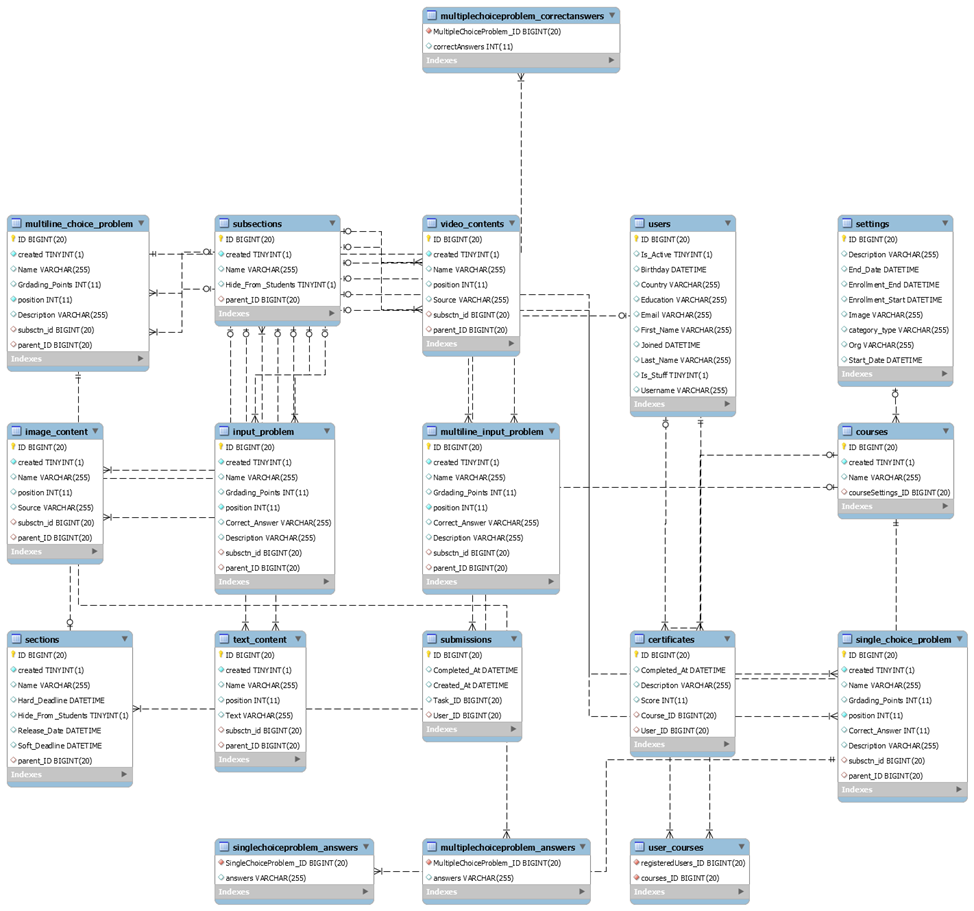 multiplechoiceproblem_correctanswers
MultipleChoiceProblem_ID BIGINT(20)
correctAnswers INT(11)
Indexes
multiline_choice_problem
ID BIGINT(20)
created TINYINT(1)
Name VARCHAR(255)
Grdading_Points INT(11)
position INT(11)
Description VARCHAR(255)
subsctn_id BIGINT(20)
parent_ID BIGINT(20)
Indexes
subsections
ID BIGINT(20)
created TINYINT(1)
Name VARCHAR(255)
Hide_From_Students TINYINT(1)
parent_ID BIGINT(20)
Indexes
video_contents
ID BIGINT(20)
created TINYINT(1)
Name VARCHAR(255)
position INT(11)
Source VARCHAR(255)
subsctn_id BIGINT(20)
parent_ID BIGINT(20)
Indexes
users
ID BIGINT(20)
Is_Active TINYINT(1)
Birthday DATETIME
Country VARCHAR(255)
Education VARCHAR(255)
Email VARCHAR(255)
First_Name VARCHAR(255)
Joined DATETIME
Last_Name VARCHAR(255)
Is_Stuff TINYINT(1)
Username VARCHAR(255)
Indexes
settings
ID BIGINT(20)
Description VARCHAR(255)
End_Date DATETIME
Enrollment_End DATETIME
Enrollment_Start DATETIME
Image VARCHAR(255)
category_type VARCHAR(255)
Org VARCHAR(255)
Start_Date DATETIME
Indexes
image_content
ID BIGINT(20)
created TINYINT(1)
Name VARCHAR(255)
position INT(11)
Source VARCHAR(255)
subsctn_id BIGINT(20)
parent_ID BIGINT(20)
Indexes
input_problem
ID BIGINT(20)
created TINYINT(1)
Name VARCHAR(255)
Grdading_Points INT(11)
position INT(11)
Correct_Answer VARCHAR(255)
Description VARCHAR(255)
subsctn_id BIGINT(20)
parent_ID BIGINT(20)
Indexes
multiline_input_problem
ID BIGINT(20)
created TINYINT(1)
Name VARCHAR(255)
Grdading_Points INT(11)
position INT(11)
Correct_Answer VARCHAR(255)
Description VARCHAR(255)
subsctn_id BIGINT(20)
parent_ID BIGINT(20)
Indexes
courses
ID BIGINT(20)
created TINYINT(1)
Name VARCHAR(255)
courseSettings_ID BIGINT(20)
Indexes
sections
ID BIGINT(20)
created TINYINT(1)
Name VARCHAR(255)
Hard_Deadline DATETIME
Hide_From_Students TINYINT(1)
Release_Date DATETIME
Soft_Deadline DATETIME
parent_ID BIGINT(20)
Indexes
text_content
ID BIGINT(20)
created TINYINT(1)
Name VARCHAR(255)
position INT(11)
Text VARCHAR(255)
subsctn_id BIGINT(20)
parent_ID BIGINT(20)
Indexes
submissions
ID BIGINT(20)
Completed_At DATETIME
Created_At DATETIME
Task_ID BIGINT(20)
User_ID BIGINT(20)
Indexes
certificates
ID BIGINT(20)
Completed_At DATETIME
Description VARCHAR(255)
Score INT(11)
Course_ID BIGINT(20)
User_ID BIGINT(20)
Indexes
single_choice_problem
ID BIGINT(20)
created TINYINT(1)
Name VARCHAR(255)
Grdading_Points INT(11)
position INT(11)
Correct_Answer INT(11)
Description VARCHAR(255)
subsctn_id BIGINT(20)
parent_ID BIGINT(20)
Indexes
singlechoiceproblem_answers
SingleChoiceProblem_ID BIGINT(20)
answers VARCHAR(255)
Indexes
multiplechoiceproblem_answers
MultipleChoiceProblem_ID BIGINT(20)
answers VARCHAR(255)
Indexes
user_courses
registeredUsers_ID BIGINT(20)
courses_ID BIGINT(20)
Indexes